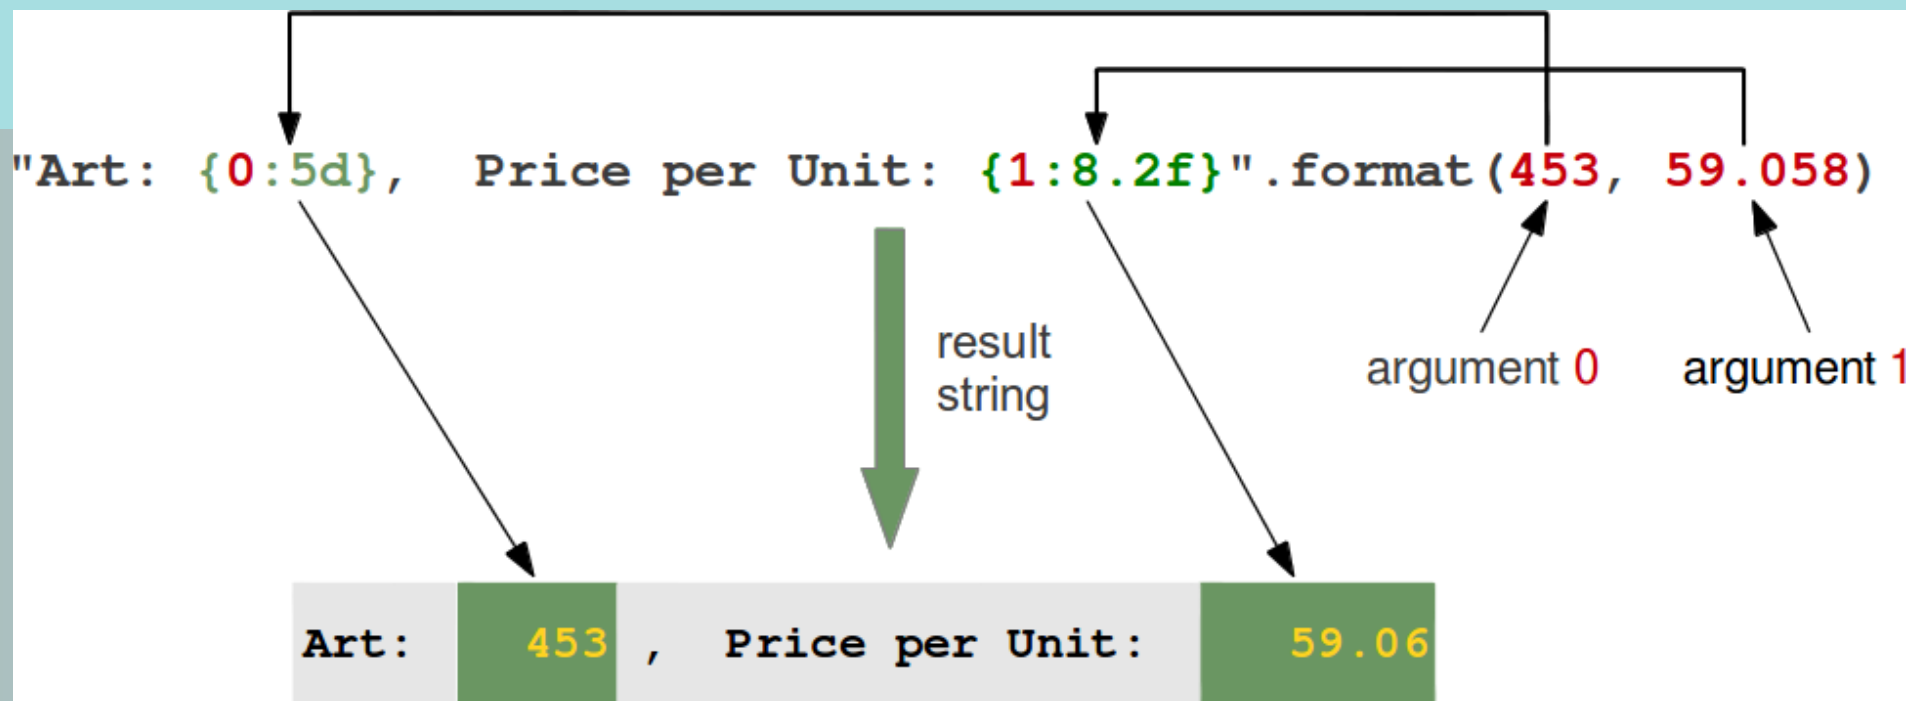 "Art: {0:5d}, Price per Unit: {1:8.2f}".format(453, 59.058)
result
string
argument 0 argument 1
Art: 453 , Price per Unit: 59.06